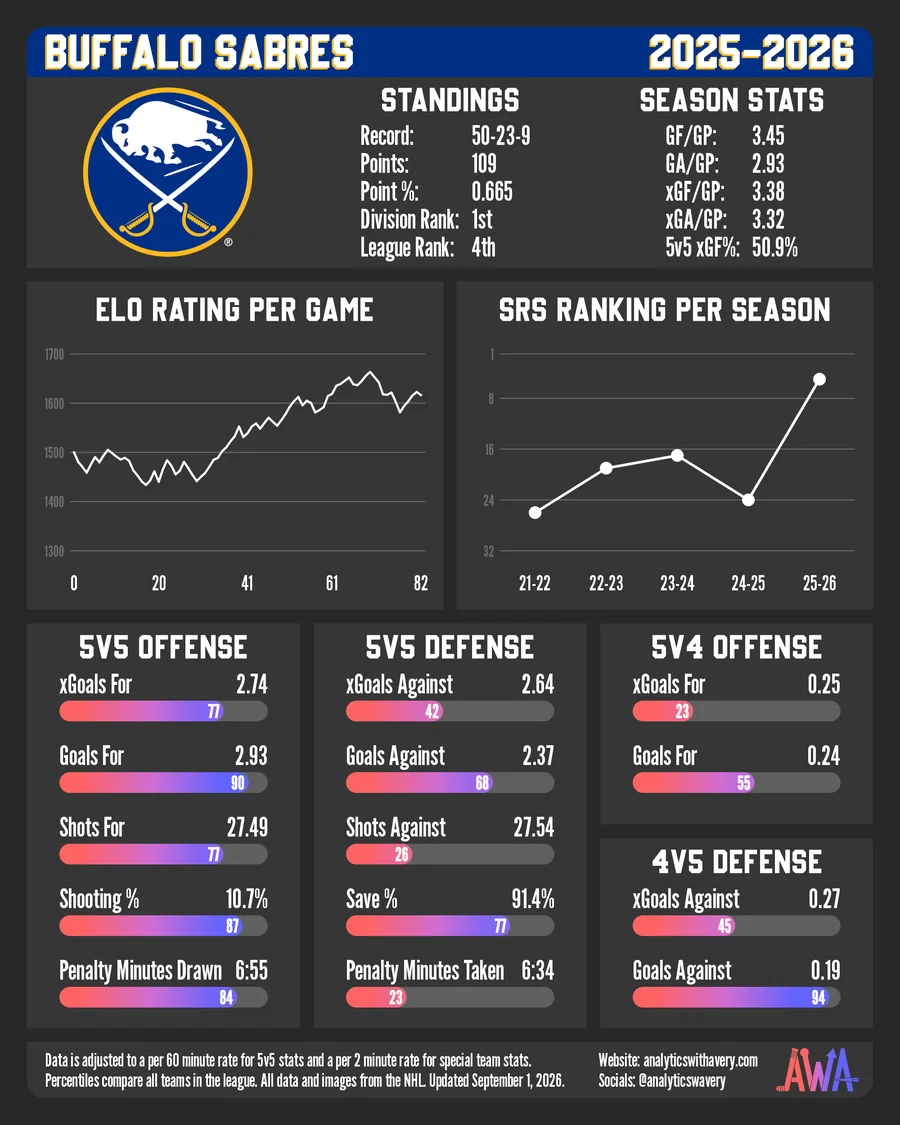 BUFFALO SABRES 2025-2026
STANDINGS
Record: 50-23-9
Points: 109
Point %: 0.665
Division Rank: 1st
League Rank: 4th
SEASON STATS
GF/GP: 3.45
GA/GP: 2.93
xGF/GP: 3.38
xGA/GP: 3.32
5v5 xGF%: 50.9%
®
ELO RATING PER GAME
1700
1600
1500
1400
1300
0 20 41 61 82
SRS RANKING PER SEASON
1
8
16
24
32
21-22 22-23 23-24 24-25 25-26
5V5 OFFENSE
xGoals For 2.74
77
Goals For 2.93
90
Shots For 27.49
77
Shooting % 10.7%
87
Penalty Minutes Drawn 6:55
84
5V5 DEFENSE
xGoals Against 2.64
42
Goals Against 2.37
68
Shots Against 27.54
26
Save % 91.4%
77
Penalty Minutes Taken 6:34
23
5V4 OFFENSE
xGoals For 0.25
23
Goals For 0.24
55
4V5 DEFENSE
xGoals Against 0.27
45
Goals Against 0.19
94
Data is adjusted to a per 60 minute rate for 5v5 stats and a per 2 minute rate for special team stats.
Percentiles compare all teams in the league. All data and images from the NHL. Updated September 1, 2026.
Website: analyticswithavery.com
Socials: @analyticswavery
AWA